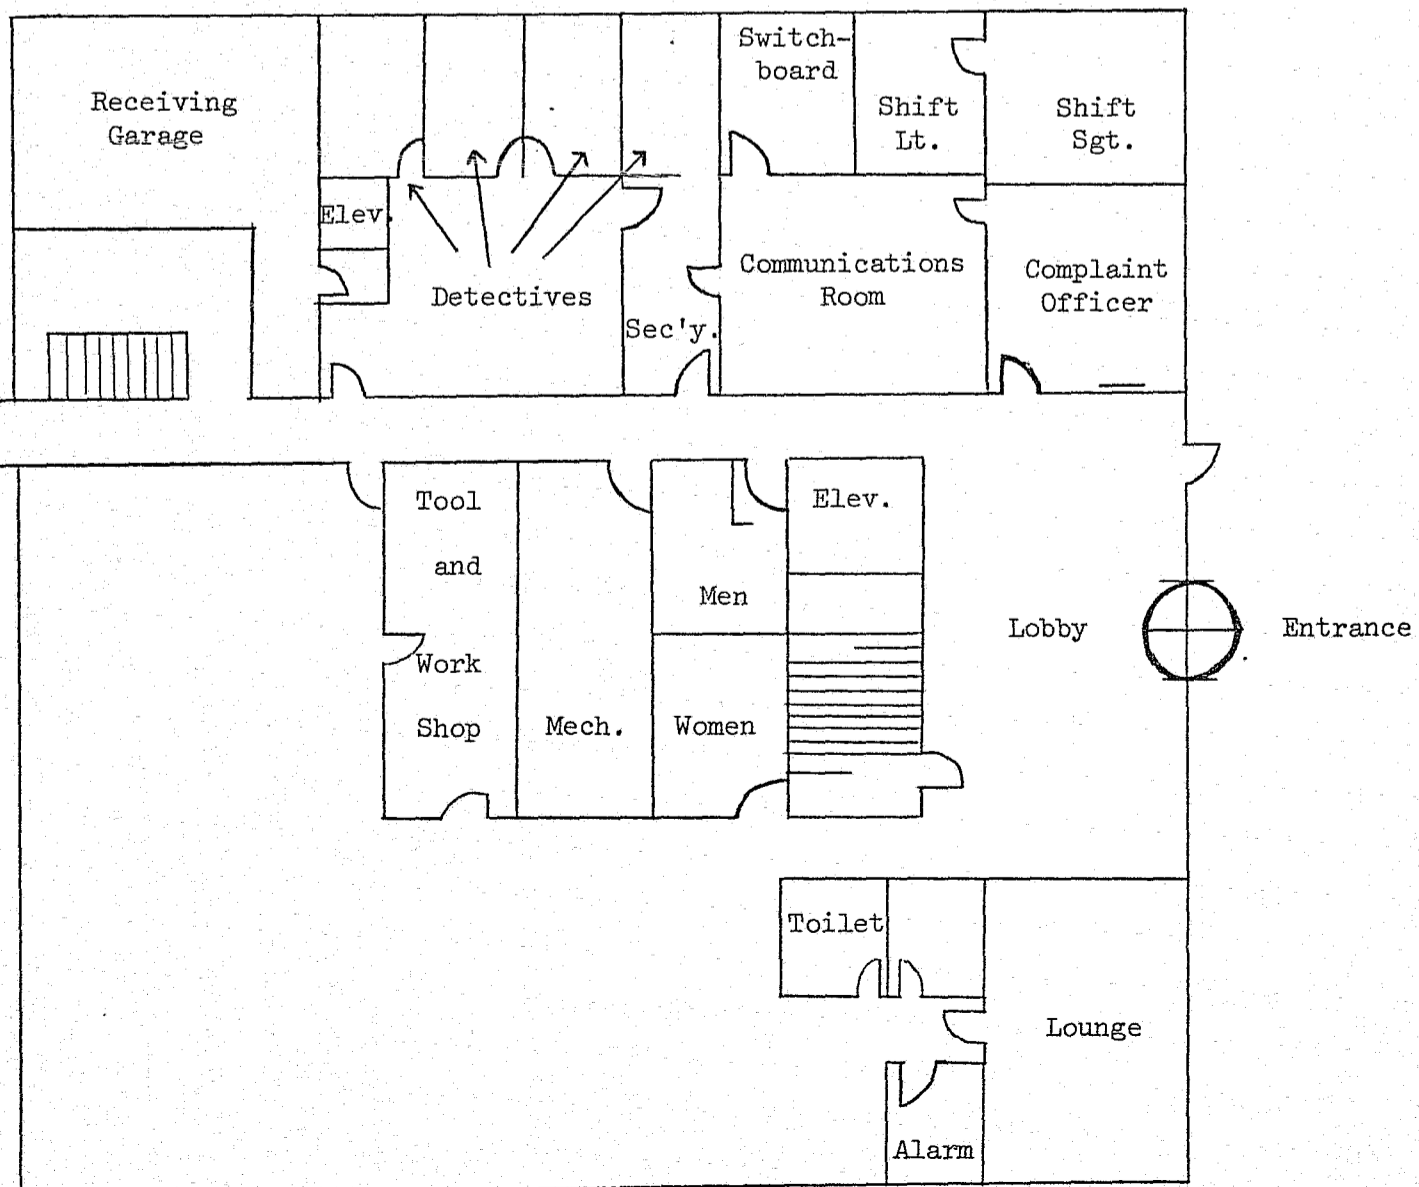 Receiving
Garage
Switch-
board
Shift
Lt.
Shift
Sgt.
Elev.
Detectives
Sec'y.
Communications
Room
Complaint
Officer
Tool
and
Work
Shop
Mech.
Men
Women
Elev.
Lobby
Entrance
Toilet
Lounge
Alarm